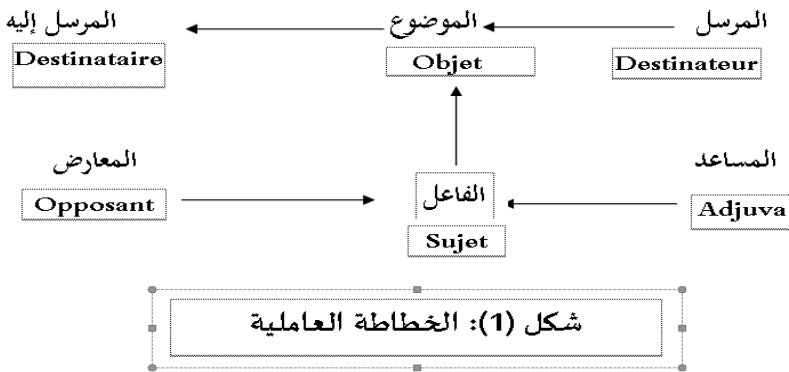 المرسل
الموضوع
المرسل إليه
Destinateur
Objet
Destinataire
المساعد
الفاعل
المعارض
Adjuva
Sujet
Opposant
شكل (1): الخطاطة العاملية